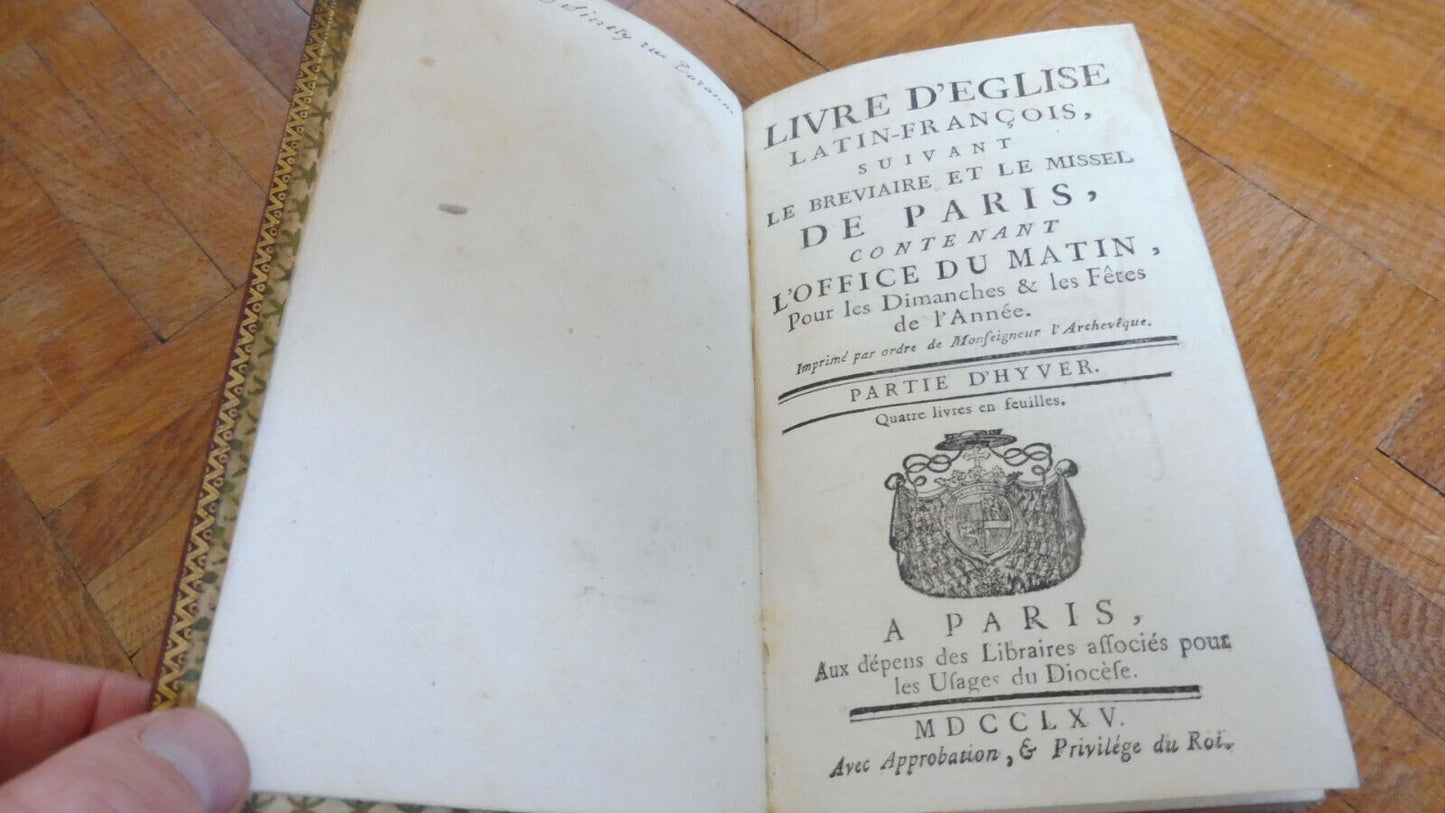 Sinety rue
LIVRE D'EGLISE
LATIN-FRANÇOIS,
SUIVANT
LE BREVIAIRE ET LE MISSEL
DE PARIS,
CONTENANT
L'OFFICE DU MATIN,
Pour les Dimanches & les Fêtes
de l'Année.
Imprimé par ordre de Monſeigneur l'Archevêque.
PARTIE D'HYVER.
Quatre livres en feuilles.
A PARIS,
Aux dépens des Libraires aſſociés pour
les Uſages du Diocèſe.
MDCCLXV.
Avec Approbation, & Privilége du Roi.